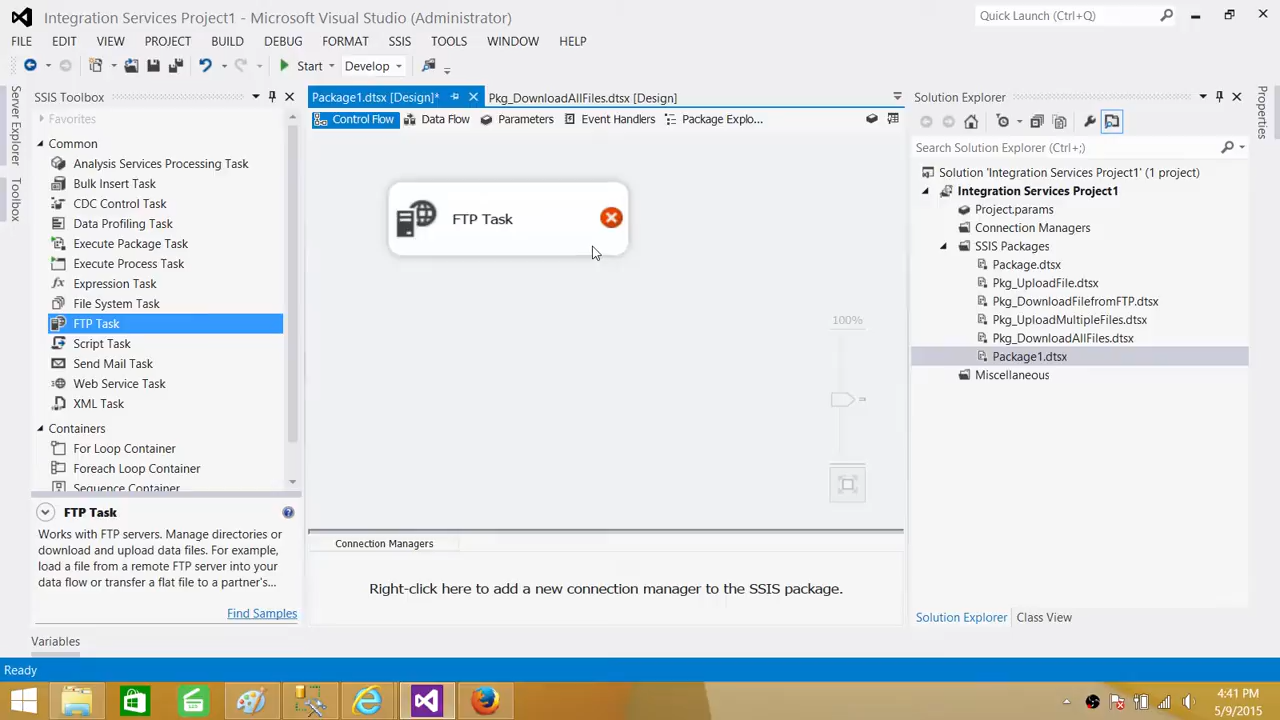 Integration Services Project1 - Microsoft Visual Studio (Administrator)
Quick Launch (Ctrl+Q)
FILE EDIT VIEW PROJECT BUILD DEBUG FORMAT SSIS TOOLS WINDOW HELP
Start Develop
Server Explorer
Toolbox
SSIS Toolbox
Favorites
Common
Analysis Services Processing Task
Bulk Insert Task
CDC Control Task
Data Profiling Task
Execute Package Task
Execute Process Task
Expression Task
File System Task
FTP Task
Script Task
Send Mail Task
Web Service Task
XML Task
Containers
For Loop Container
Foreach Loop Container
Sequence Container
FTP Task
Works with FTP servers. Manage directories or download and upload data files. For example,
load a file from a remote FTP server into your
data flow or transfer a flat file to a partner's...
Find Samples
Variables
Package1.dtsx [Design]* Pkg_DownloadAllFiles.dtsx [Design]
Control Flow Data Flow Parameters Event Handlers Package Explo...
FTP Task
100%
Connection Managers
Right-click here to add a new connection manager to the SSIS package.
Solution Explorer
Search Solution Explorer (Ctrl+;)
Solution 'Integration Services Project1' (1 project)
Integration Services Project1
Project.params
Connection Managers
SSIS Packages
Package.dtsx
Pkg_UploadFile.dtsx
Pkg_DownloadFilefromFTP.dtsx
Pkg_UploadMultipleFiles.dtsx
Pkg_DownloadAllFiles.dtsx
Package1.dtsx
Miscellaneous
Solution Explorer Class View
Properties
Ready
4:41 PM
5/9/2015